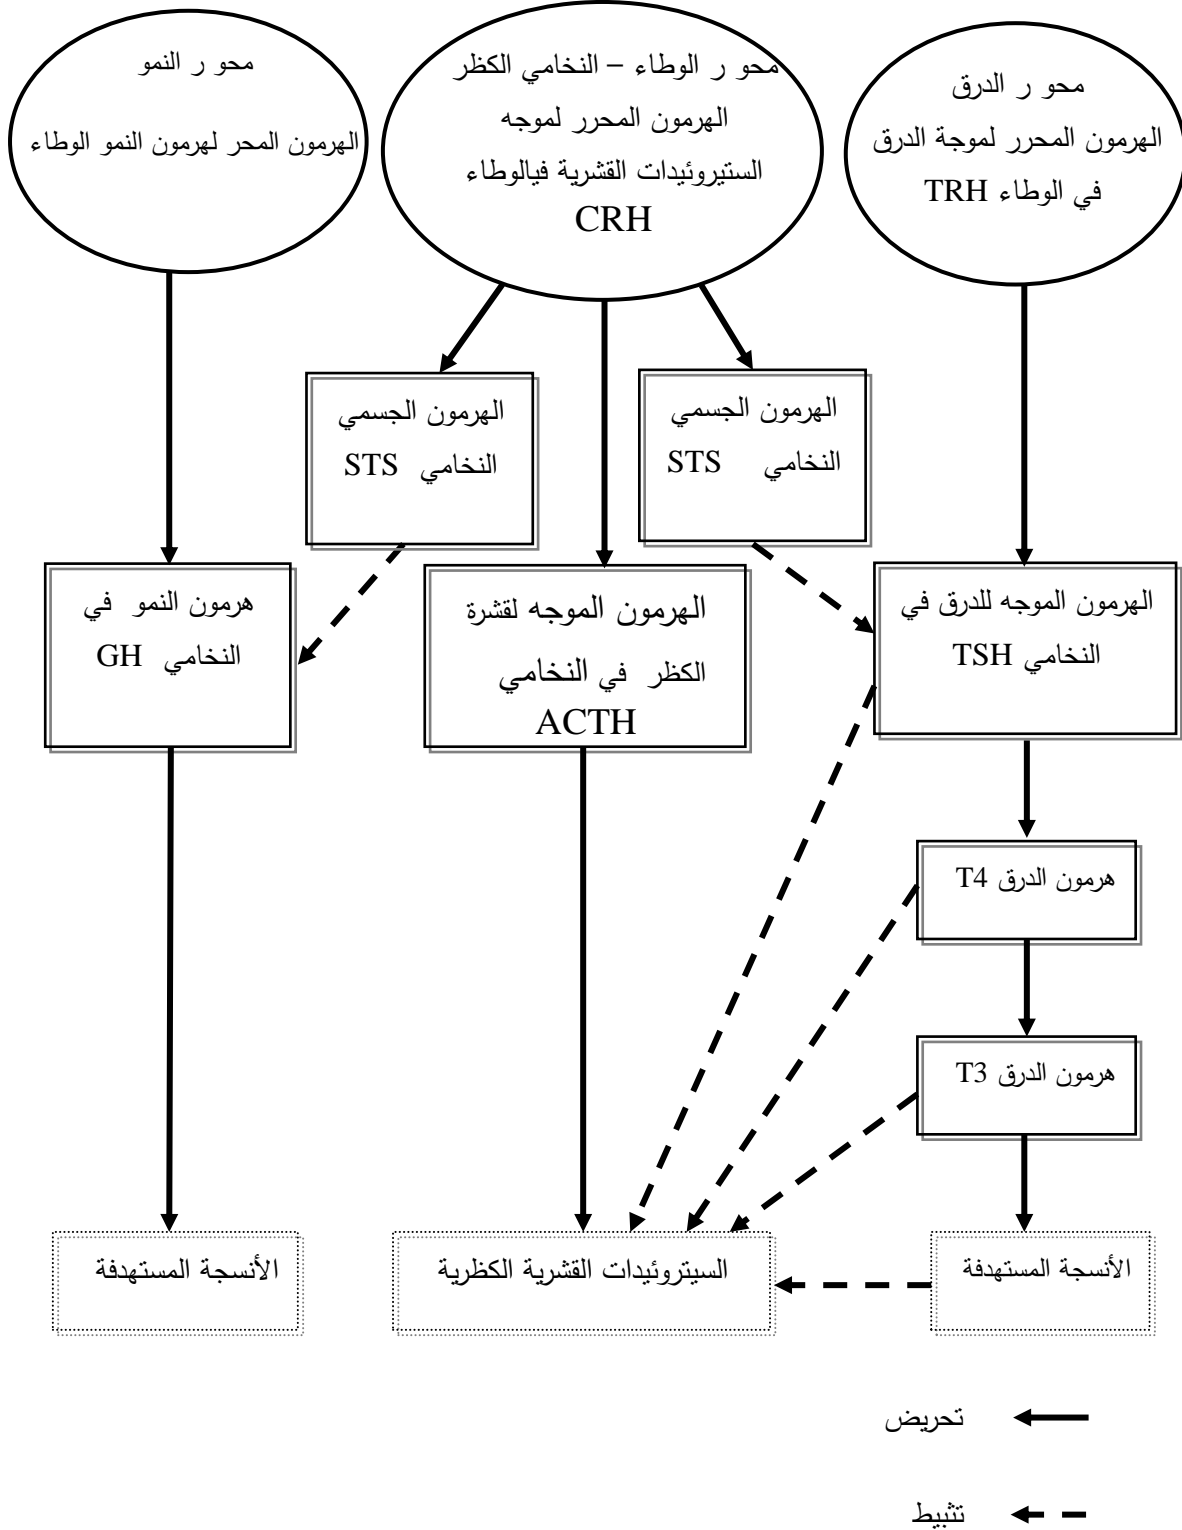 محو ر الدرق
الهرمون المحرر لموجة الدرق
في الوطاء TRH
محو ر الوطاء – النخامي الكظر
الهرمون المحرر لموجه
الستيروئيدات القشرية فيالوطاء
CRH
محو ر النمو
الهرمون المحر لهرمون النمو الوطاء
الهرمون الجسمي
النخامي STS
الهرمون الجسمي
النخامي STS
الهرمون الموجه للدرق في
النخامي TSH
الهرمون الموجه لقشرة
الكظر في النخامي
ACTH
هرمون النمو في
النخامي GH
هرمون الدرق T4
هرمون الدرق T3
الأنسجة المستهدفة
السيتروئيدات القشرية الكظرية
الأنسجة المستهدفة
تحريض
تثبيط